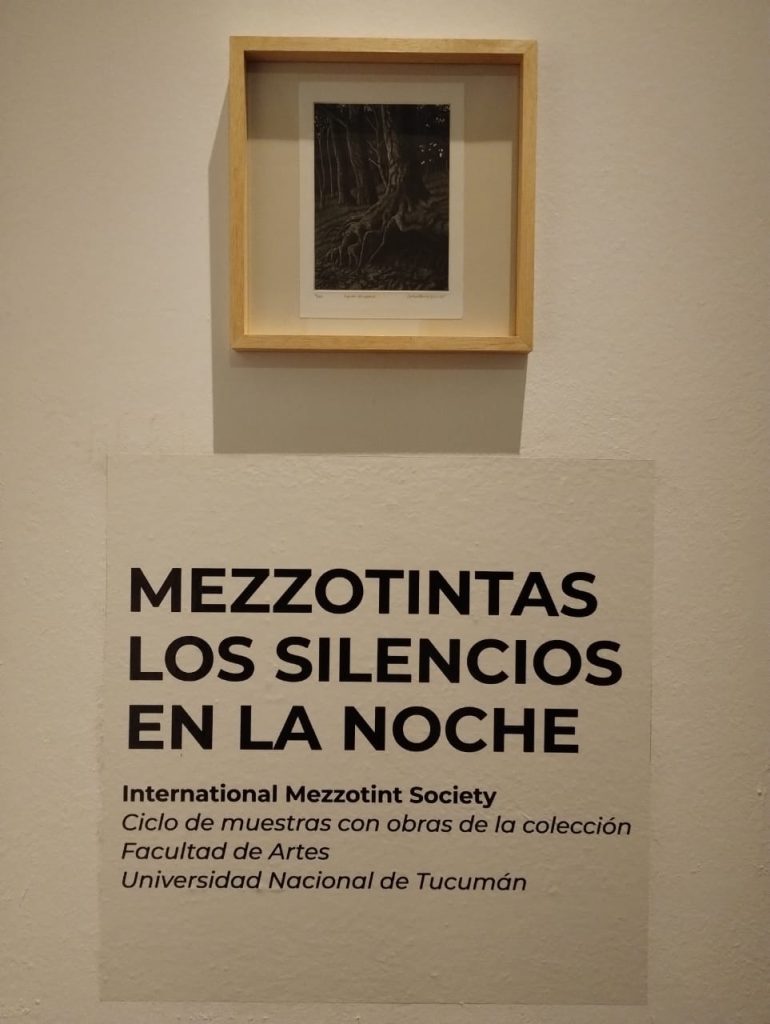 MEZZOTINTAS
LOS SILENCIOS
EN LA NOCHE
International Mezzotint Society
Ciclo de muestras con obras de la colección
Facultad de Artes
Universidad Nacional de Tucumán